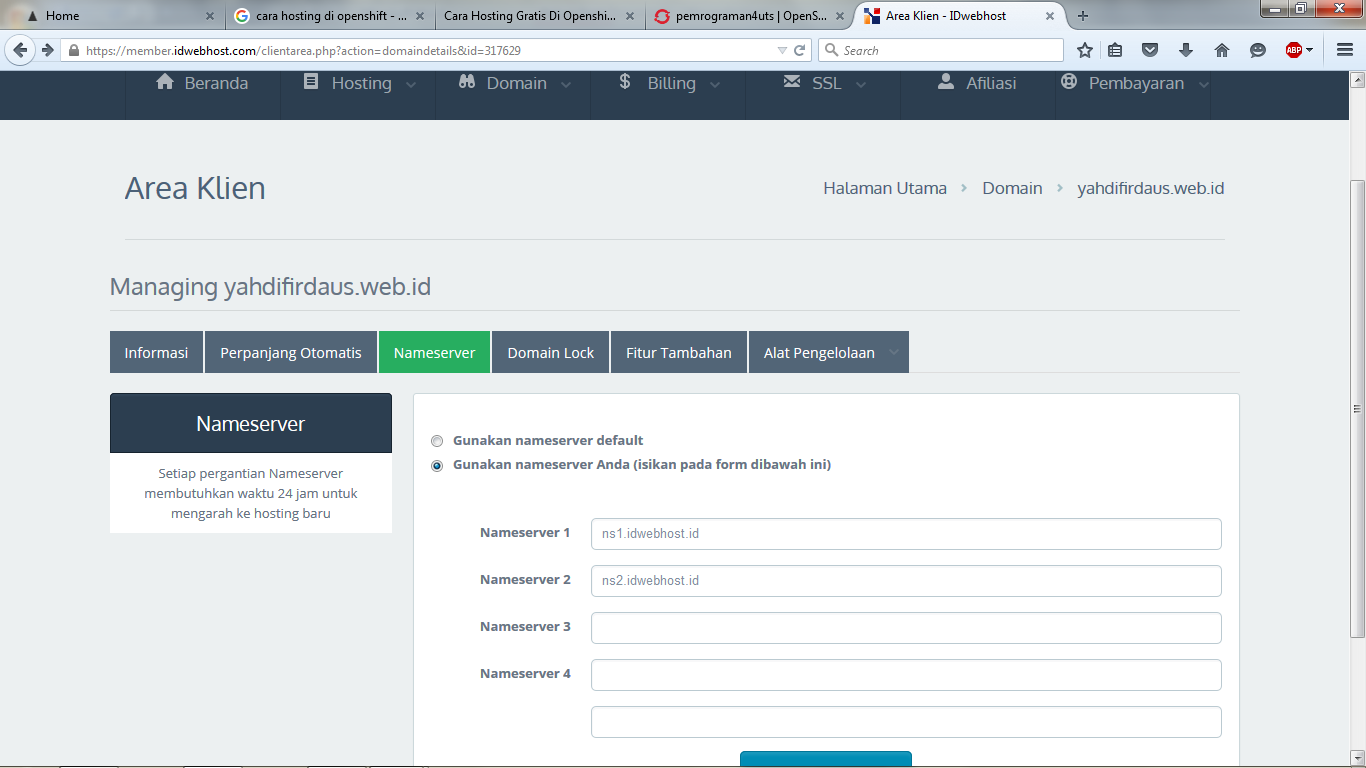 Home
cara hosting di openshift - ...
Cara Hosting Gratis Di Openshi...
pemrograman4uts | OpenS...
Area Klien - IDwebhost
https://member.idwebhost.com/clientarea.php?action=domaindetails&id=317629
Search
ABP
Beranda
Hosting
Domain
$ Billing
SSL
Afiliasi
Pembayaran
Area Klien
Halaman Utama > Domain > yahdifirdaus.web.id
Managing yahdifirdaus.web.id
Informasi
Perpanjang Otomatis
Nameserver
Domain Lock
Fitur Tambahan
Alat Pengelolaan
Nameserver
Setiap pergantian Nameserver
membutuhkan waktu 24 jam untuk
mengarah ke hosting baru
Gunakan nameserver default
Gunakan nameserver Anda (isikan pada form dibawah ini)
Nameserver 1 ns1.idwebhost.id
Nameserver 2 ns2.idwebhost.id
Nameserver 3
Nameserver 4